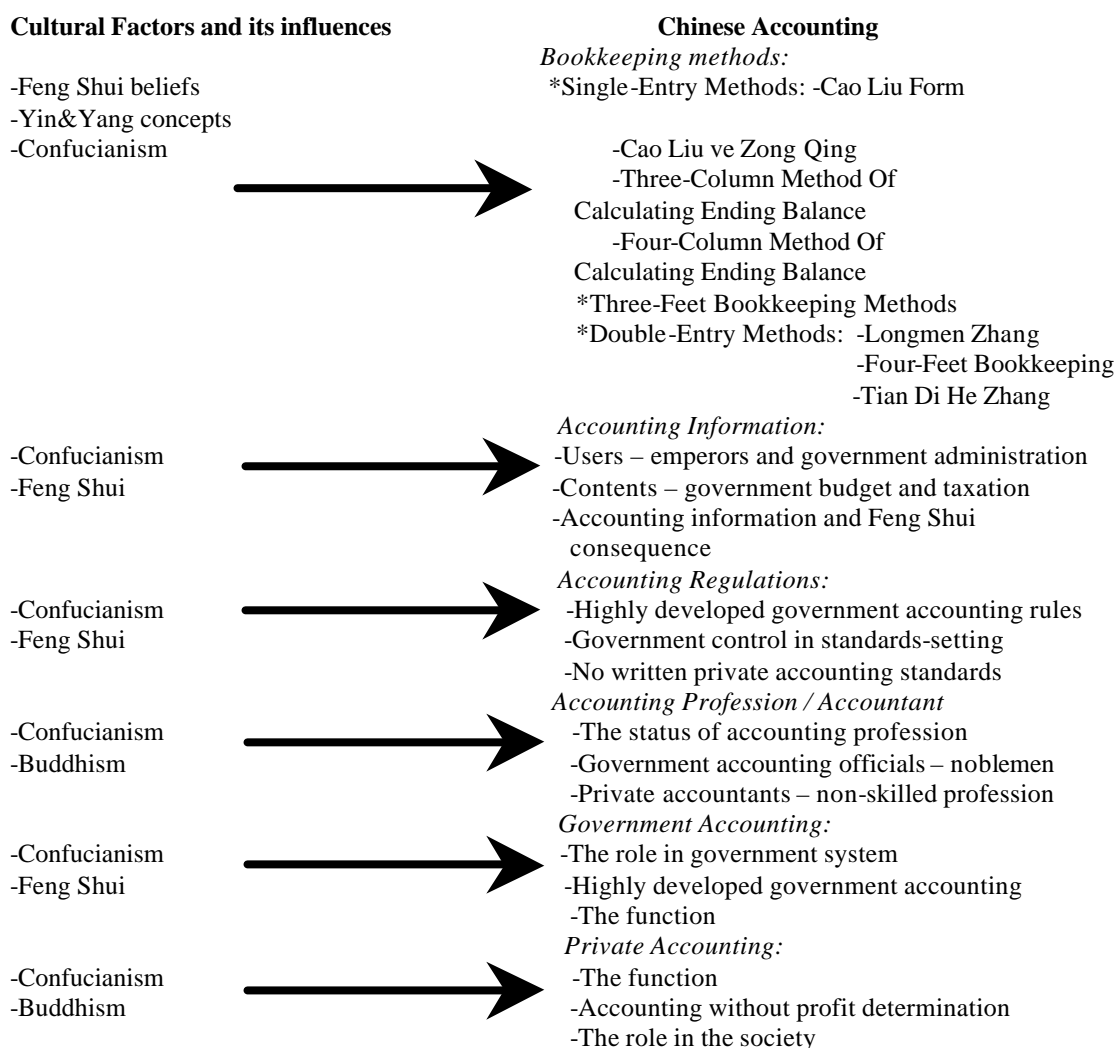 Cultural Factors and its influences Chinese Accounting
Bookkeeping methods:
-Feng Shui beliefs *Single-Entry Methods: -Cao Liu Form
-Yin&Yang concepts
-Confucianism -Cao Liu ve Zong Qing
-Three-Column Method Of
Calculating Ending Balance
-Four-Column Method Of
Calculating Ending Balance
*Three-Feet Bookkeeping Methods
*Double-Entry Methods: -Longmen Zhang
-Four-Feet Bookkeeping
-Tian Di He Zhang
Accounting Information:
-Confucianism -Users – emperors and government administration
-Feng Shui -Contents – government budget and taxation
-Accounting information and Feng Shui
consequence
Accounting Regulations:
-Confucianism -Highly developed government accounting rules
-Feng Shui -Government control in standards-setting
-No written private accounting standards
Accounting Profession / Accountant
-Confucianism -The status of accounting profession
-Buddhism -Government accounting officials – noblemen
-Private accountants – non-skilled profession
Government Accounting:
-Confucianism -The role in government system
-Feng Shui -Highly developed government accounting
-The function
Private Accounting:
-Confucianism -The function
-Buddhism -Accounting without profit determination
-The role in the society